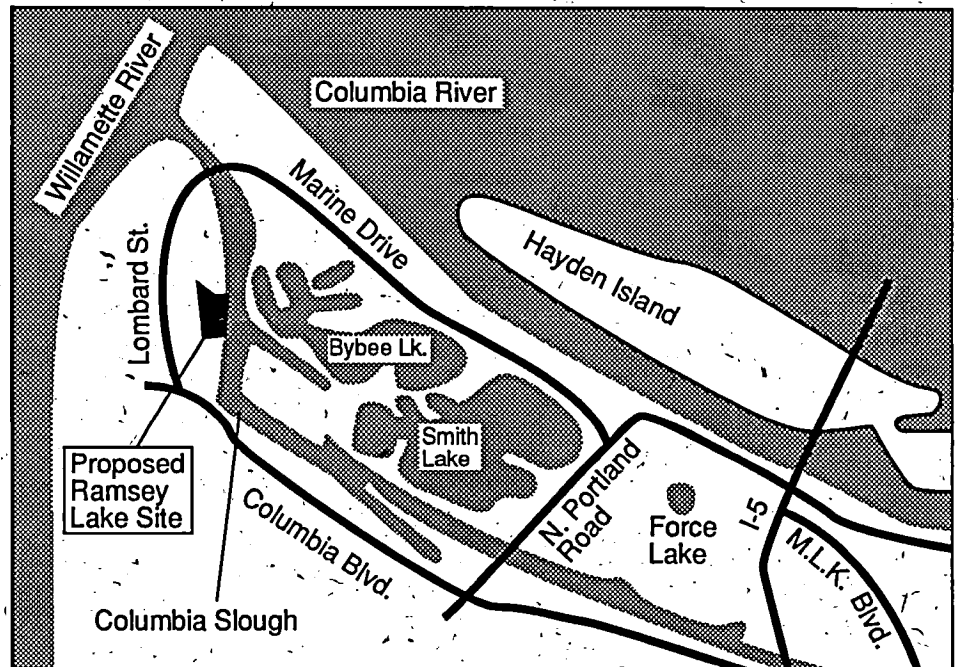 Willamette River
Columbia River
Marine Drive
Hayden Island
Lombard St.
Bybee Lk.
Smith
Lake
Proposed
Ramsey
Lake Site
N. Portland
Road
Force
Lake
I-5
M.L.K. Blvd.
Columbia Blvd.
Columbia Slough